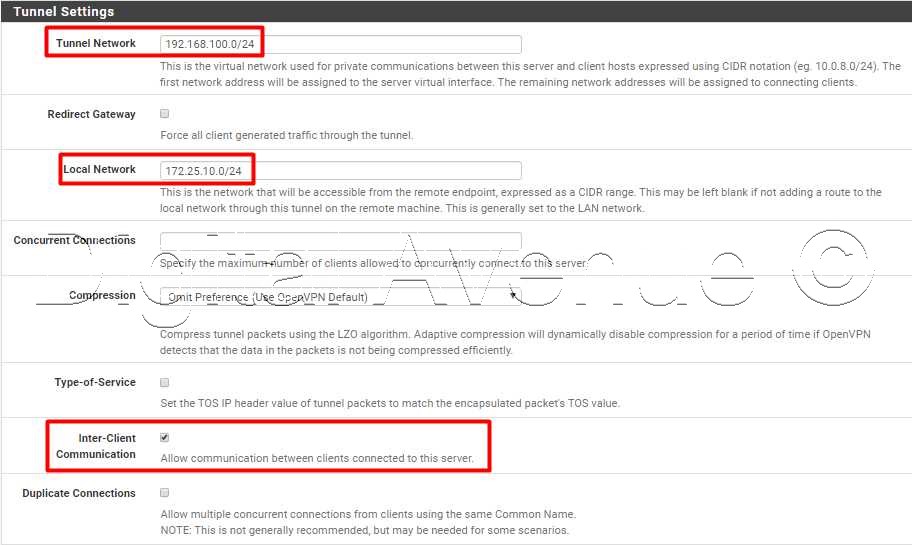 Tunnel Settings
Tunnel Network 192.168.100.0/24
This is the virtual network used for private communications between this server and client hosts expressed using CIDR notation (eg. 10.0.8.0/24). The
first network address will be assigned to the server virtual interface. The remaining network addresses will be assigned to connecting clients.
Redirect Gateway
Force all client generated traffic through the tunnel.
Local Network 172.25.10.0/24
This is the network that will be accessible from the remote endpoint, expressed as a CIDR range. This may be left blank if not adding a route to the
local network through this tunnel on the remote machine. This is generally set to the LAN network.
Concurrent Connections
Specify the maximum number of clients allowed to concurrently connect to this server.
Compression Omit Preference (Use OpenVPN Default)
Compress tunnel packets using the LZO algorithm. Adaptive compression will dynamically disable compression for a period of time if OpenVPN
detects that the data in the packets is not being compressed efficiently.
Type-of-Service
Set the TOS IP header value of tunnel packets to match the encapsulated packet's TOS value.
Inter-Client
Communication
Allow communication between clients connected to this server.
Duplicate Connections
Allow multiple concurrent connections from clients using the same Common Name.
NOTE: This is not generally recommended, but may be needed for some scenarios.